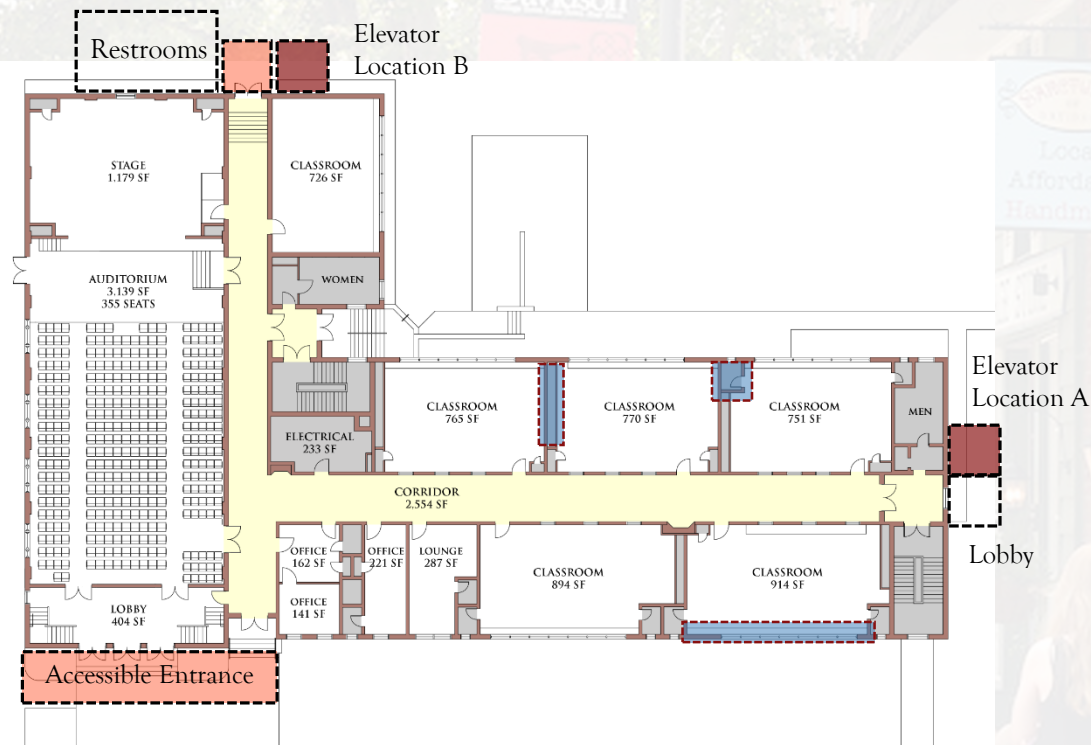 Restrooms
Elevator
Location B
STAGE
1.179 SF
CLASSROOM
726 SF
WOMEN
AUDITORIUM
3.139 SF
355 SEATS
Elevator
Location A
CLASSROOM
765 SF
CLASSROOM
770 SF
CLASSROOM
751 SF
MEN
ELECTRICAL
233 SF
CORRIDOR
2.554 SF
Lobby
OFFICE
162 SF
OFFICE
221 SF
LOUNGE
287 SF
CLASSROOM
894 SF
CLASSROOM
914 SF
OFFICE
141 SF
LOBBY
404 SF
Accessible Entrance